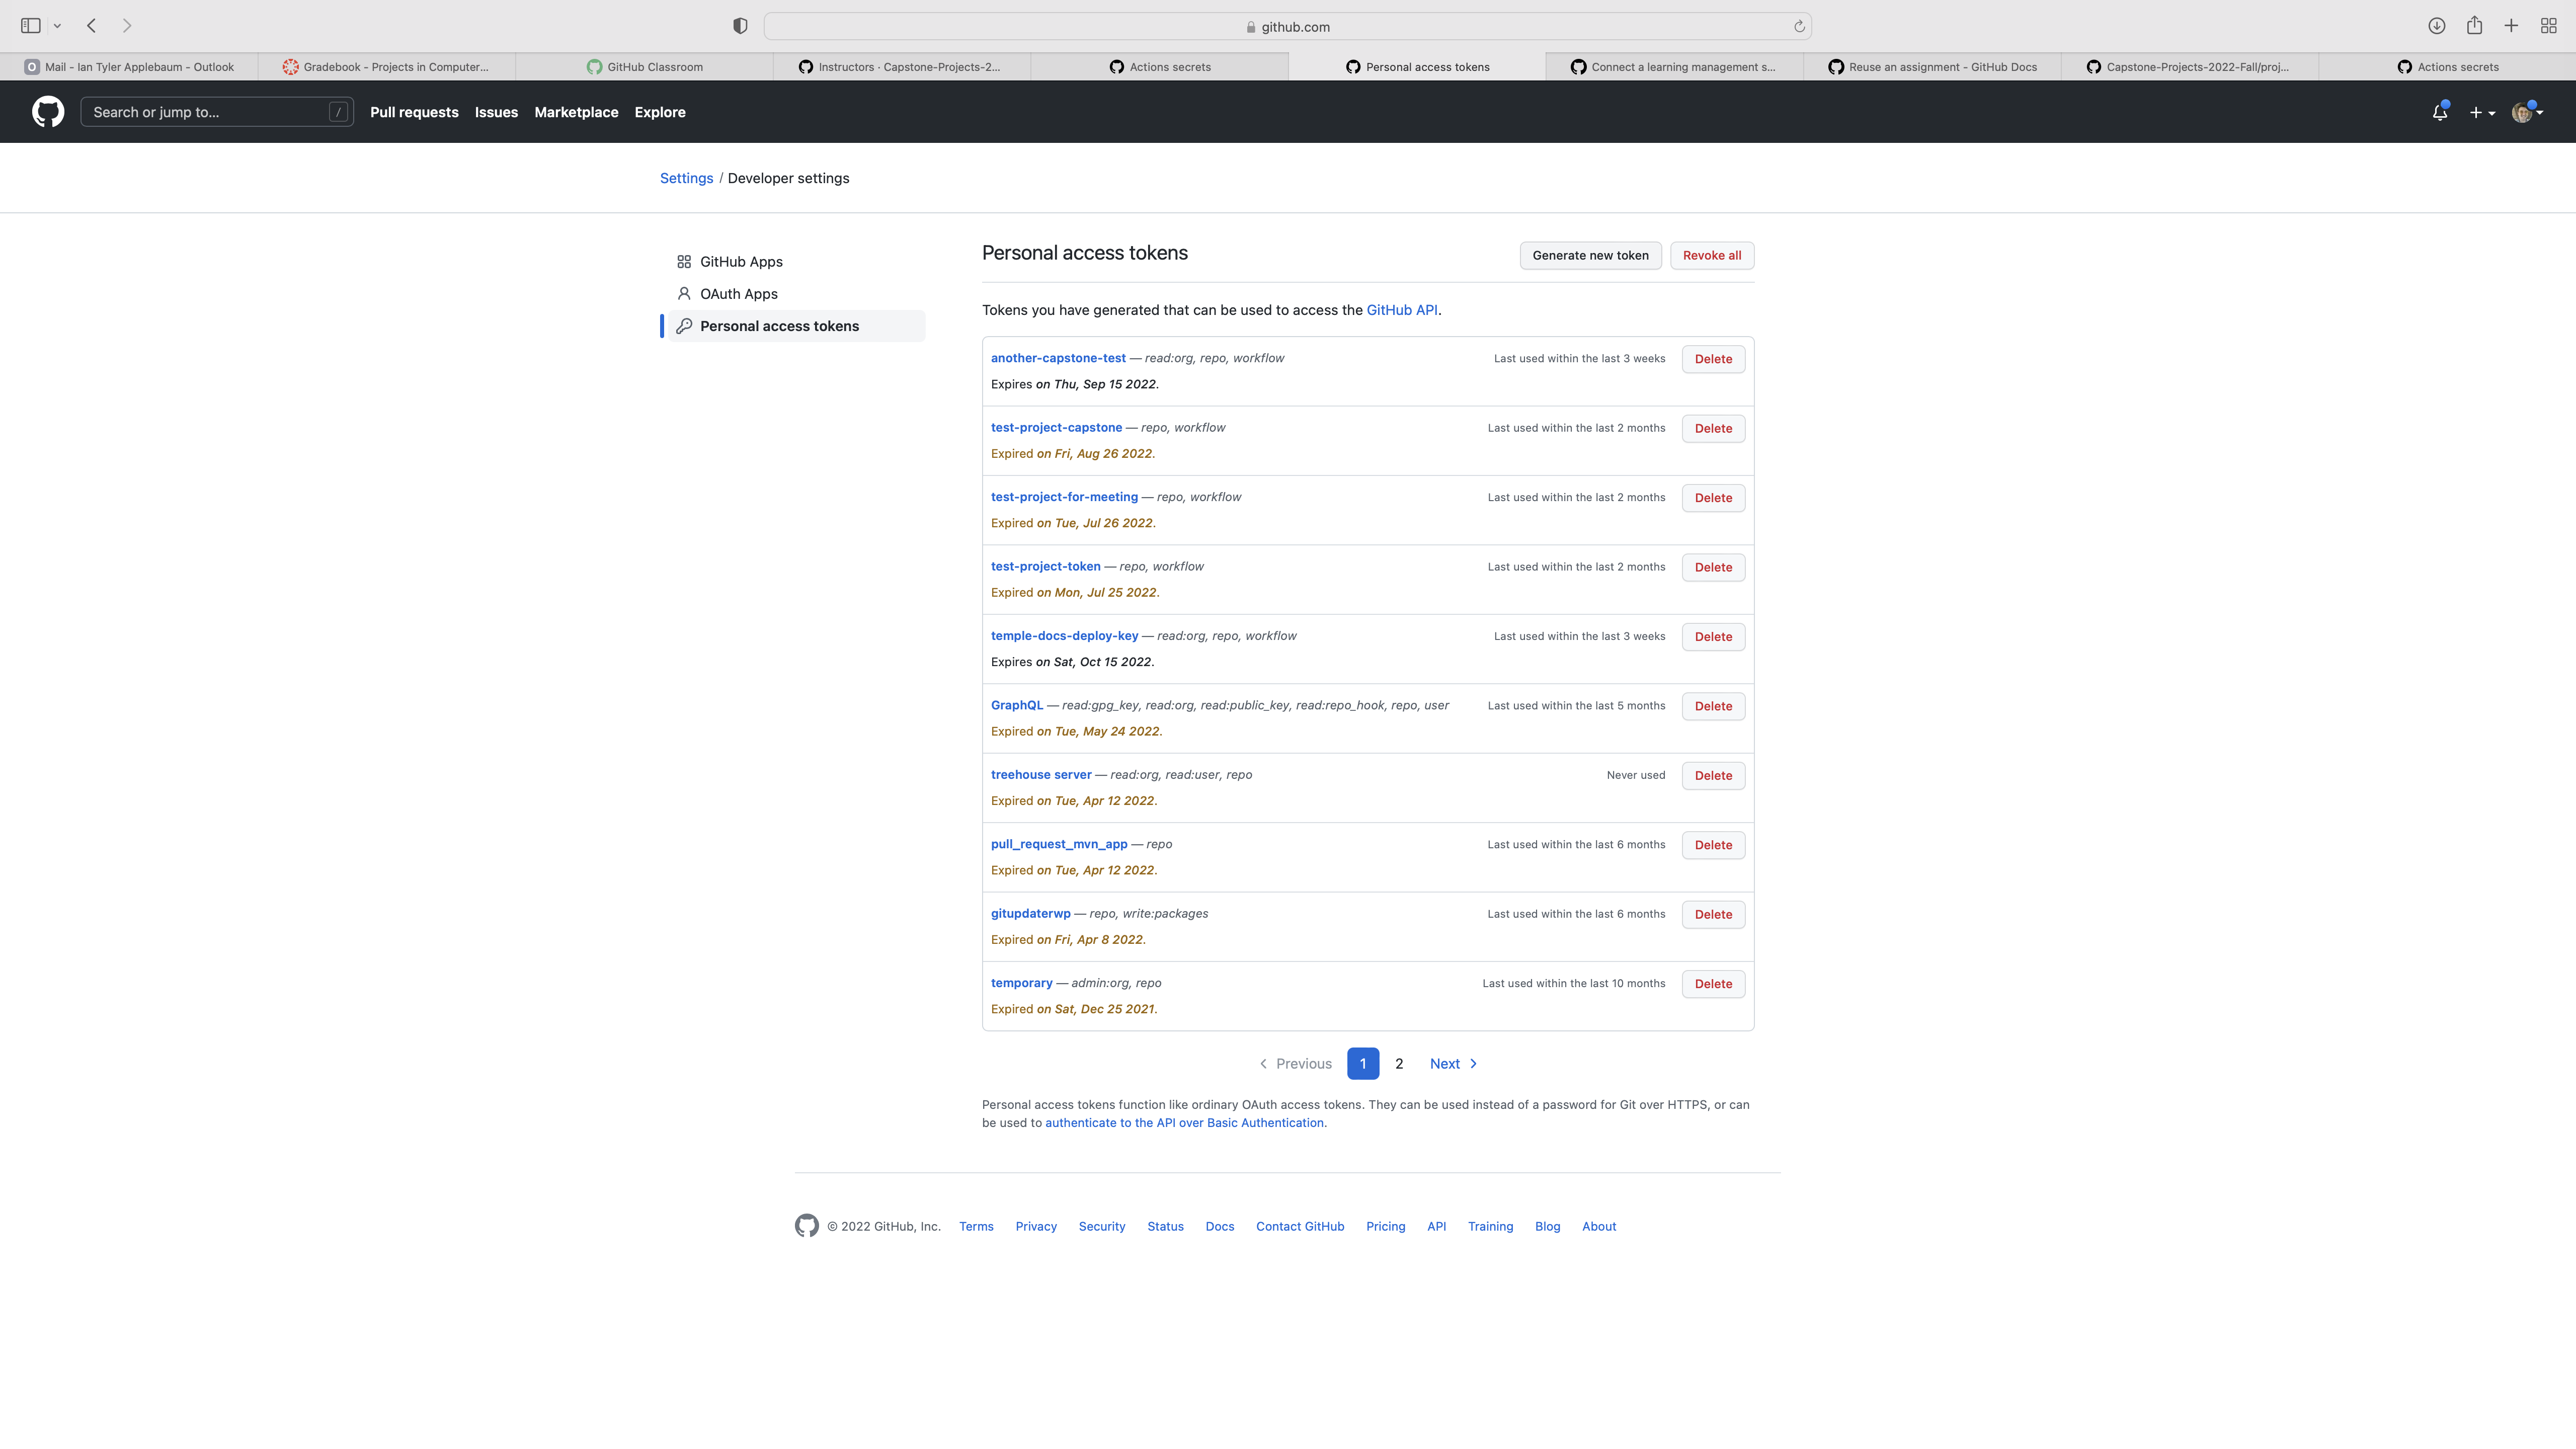 github.com
Mail - Ian Tyler Applebaum - Outlook
Gradebook - Projects in Computer...
GitHub Classroom
Instructors · Capstone-Projects-2...
Actions secrets
Personal access tokens
Connect a learning management s...
Reuse an assignment - GitHub Docs
Capstone-Projects-2022-Fall/proj...
Actions secrets
Search or jump to... /
Pull requests Issues Marketplace Explore
Settings / Developer settings
GitHub Apps
OAuth Apps
Personal access tokens
Personal access tokens
Generate new token Revoke all
Tokens you have generated that can be used to access the GitHub API.
another-capstone-test — read:org, repo, workflow Last used within the last 3 weeks Delete
Expires on Thu, Sep 15 2022.
test-project-capstone — repo, workflow Last used within the last 2 months Delete
Expired on Fri, Aug 26 2022.
test-project-for-meeting — repo, workflow Last used within the last 2 months Delete
Expired on Tue, Jul 26 2022.
test-project-token — repo, workflow Last used within the last 2 months Delete
Expired on Mon, Jul 25 2022.
temple-docs-deploy-key — read:org, repo, workflow Last used within the last 3 weeks Delete
Expires on Sat, Oct 15 2022.
GraphQL — read:gpg_key, read:org, read:public_key, read:repo_hook, repo, user Last used within the last 5 months Delete
Expired on Tue, May 24 2022.
treehouse server — read:org, read:user, repo Never used Delete
Expired on Tue, Apr 12 2022.
pull_request_mvn_app — repo Last used within the last 6 months Delete
Expired on Tue, Apr 12 2022.
gitupdaterwp — repo, write:packages Last used within the last 6 months Delete
Expired on Fri, Apr 8 2022.
temporary — admin:org, repo Last used within the last 10 months Delete
Expired on Sat, Dec 25 2021.
Previous 1 2 Next
Personal access tokens function like ordinary OAuth access tokens. They can be used instead of a password for Git over HTTPS, or can
be used to authenticate to the API over Basic Authentication.
© 2022 GitHub, Inc. Terms Privacy Security Status Docs Contact GitHub Pricing API Training Blog About